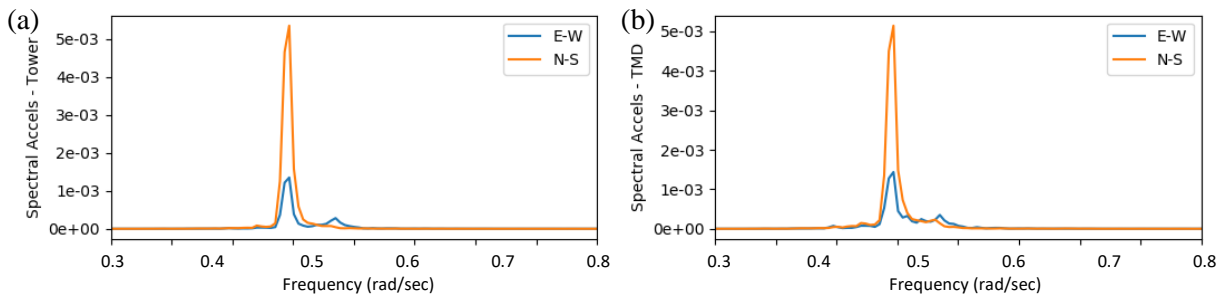 (a)
Spectral Accels - Tower
5e-03
4e-03
3e-03
2e-03
1e-03
0e+00
E-W
N-S
0.3 0.4 0.5 0.6 0.7 0.8
Frequency (rad/sec)
(b)
Spectral Accels - TMD
5e-03
4e-03
3e-03
2e-03
1e-03
0e+00
E-W
N-S
0.3 0.4 0.5 0.6 0.7 0.8
Frequency (rad/sec)